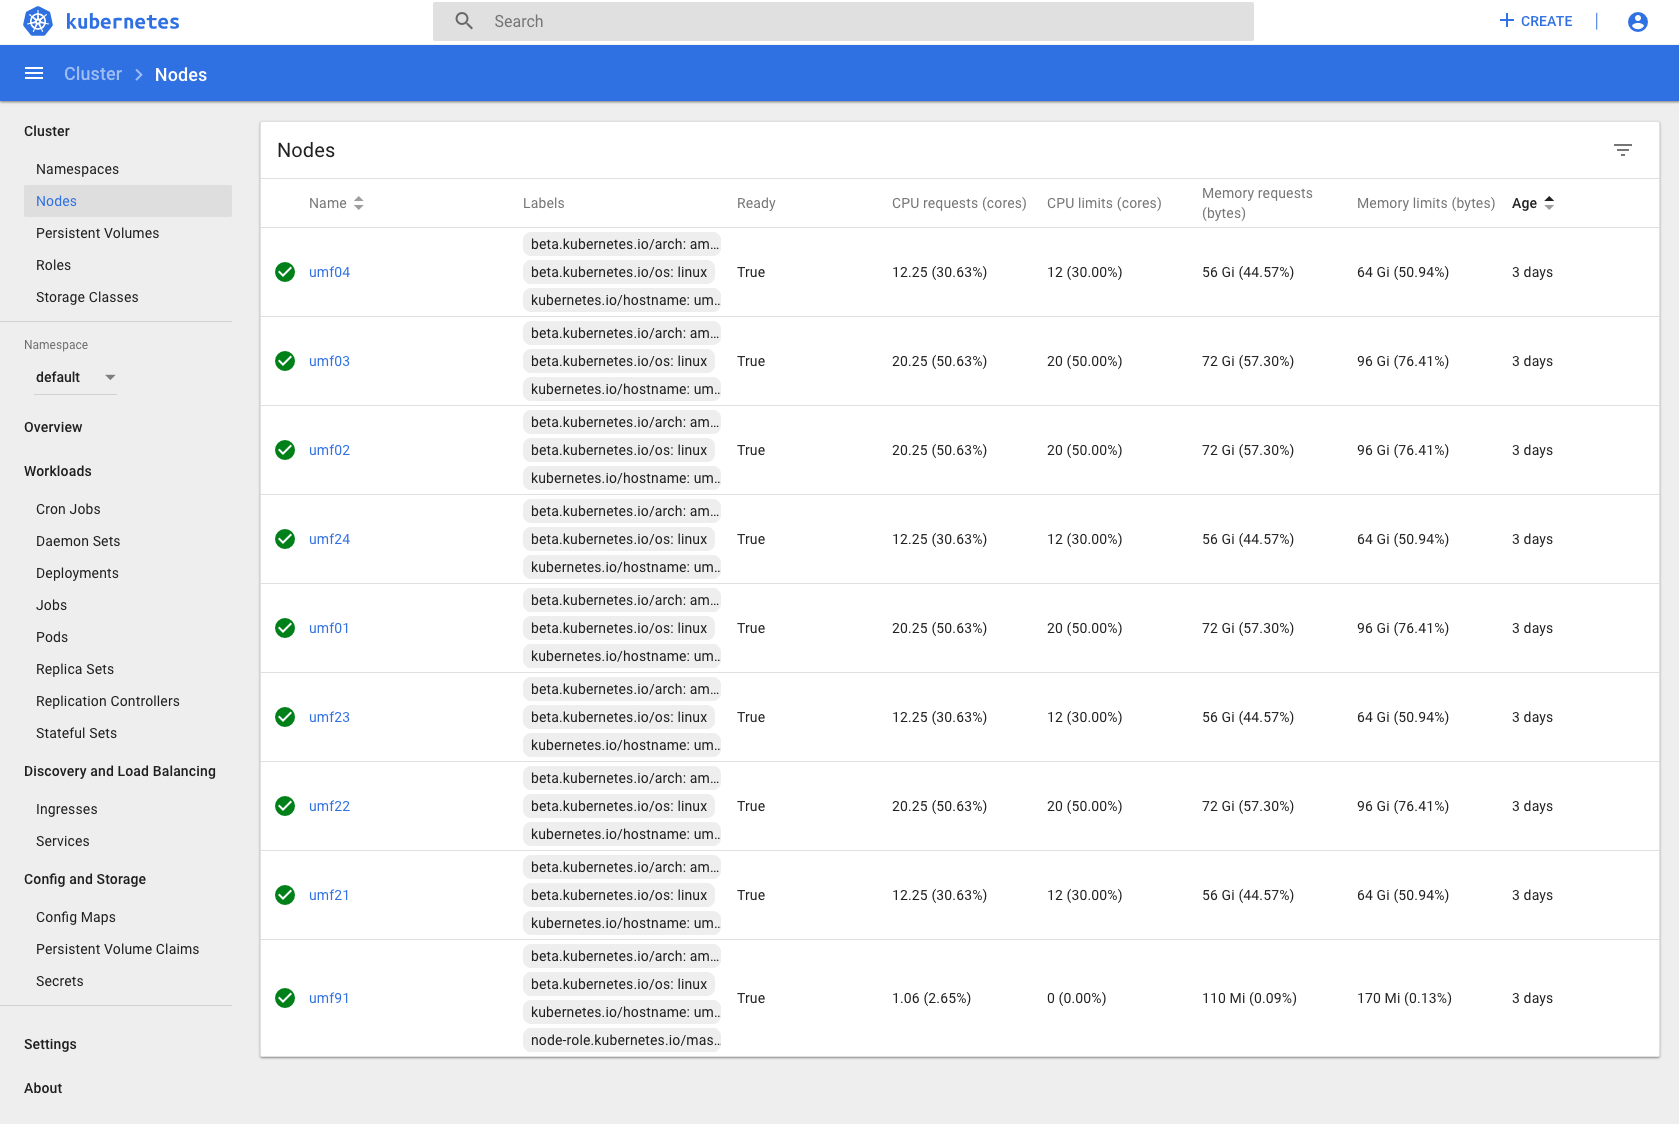 kubernetes
Search
CREATE
Cluster
Nodes
Cluster
Namespaces
Nodes
Persistent Volumes
Roles
Storage Classes
Namespace
default
Overview
Workloads
Cron Jobs
Daemon Sets
Deployments
Jobs
Pods
Replica Sets
Replication Controllers
Stateful Sets
Discovery and Load Balancing
Ingresses
Services
Config and Storage
Config Maps
Persistent Volume Claims
Secrets
Settings
About
Nodes
Name Labels Ready CPU requests (cores) CPU limits (cores) Memory requests (bytes) Memory limits (bytes) Age
beta.kubernetes.io/arch: am...
umf04 beta.kubernetes.io/os: linux True 12.25 (30.63%) 12 (30.00%) 56 Gi (44.57%) 64 Gi (50.94%) 3 days
kubernetes.io/hostname: um...
beta.kubernetes.io/arch: am...
umf03 beta.kubernetes.io/os: linux True 20.25 (50.63%) 20 (50.00%) 72 Gi (57.30%) 96 Gi (76.41%) 3 days
kubernetes.io/hostname: um...
beta.kubernetes.io/arch: am...
umf02 beta.kubernetes.io/os: linux True 20.25 (50.63%) 20 (50.00%) 72 Gi (57.30%) 96 Gi (76.41%) 3 days
kubernetes.io/hostname: um...
beta.kubernetes.io/arch: am...
umf24 beta.kubernetes.io/os: linux True 12.25 (30.63%) 12 (30.00%) 56 Gi (44.57%) 64 Gi (50.94%) 3 days
kubernetes.io/hostname: um...
beta.kubernetes.io/arch: am...
umf01 beta.kubernetes.io/os: linux True 20.25 (50.63%) 20 (50.00%) 72 Gi (57.30%) 96 Gi (76.41%) 3 days
kubernetes.io/hostname: um...
beta.kubernetes.io/arch: am...
umf23 beta.kubernetes.io/os: linux True 12.25 (30.63%) 12 (30.00%) 56 Gi (44.57%) 64 Gi (50.94%) 3 days
kubernetes.io/hostname: um...
beta.kubernetes.io/arch: am...
umf22 beta.kubernetes.io/os: linux True 20.25 (50.63%) 20 (50.00%) 72 Gi (57.30%) 96 Gi (76.41%) 3 days
kubernetes.io/hostname: um...
beta.kubernetes.io/arch: am...
umf21 beta.kubernetes.io/os: linux True 12.25 (30.63%) 12 (30.00%) 56 Gi (44.57%) 64 Gi (50.94%) 3 days
kubernetes.io/hostname: um...
beta.kubernetes.io/arch: am...
beta.kubernetes.io/os: linux
umf91 True 1.06 (2.65%) 0 (0.00%) 110 Mi (0.09%) 170 Mi (0.13%) 3 days
kubernetes.io/hostname: um...
node-role.kubernetes.io/mas...